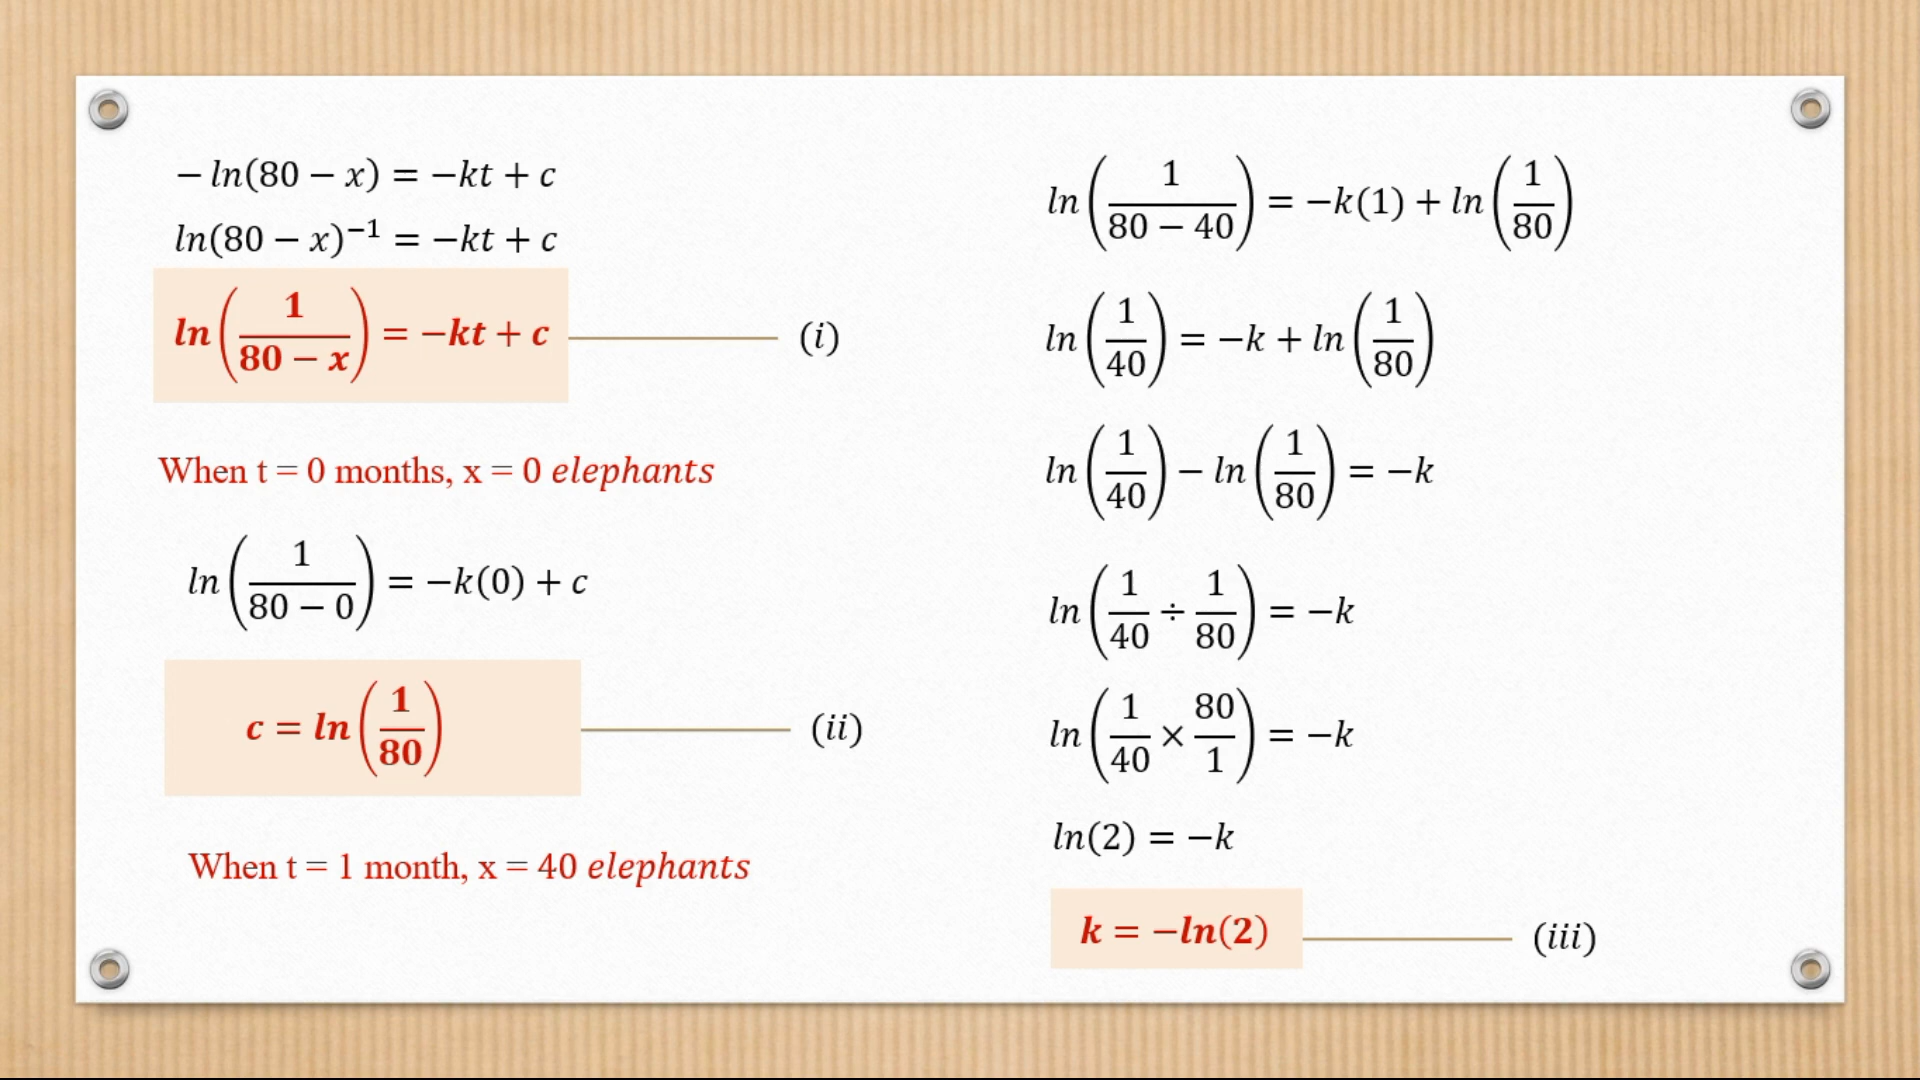 − ln(80 − x) = −kt + c
ln(80 − x)⁻¹ = −kt + c
ln(1/(80 − x)) = −kt + c (i)
When t = 0 months, x = 0 elephants
ln(1/(80 − 0)) = −k(0) + c
c = ln(1/80) (ii)
When t = 1 month, x = 40 elephants
ln(1/(80 − 40)) = −k(1) + ln(1/80)
ln(1/40) = −k + ln(1/80)
ln(1/40) − ln(1/80) = −k
ln(1/40 ÷ 1/80) = −k
ln(1/40 × 80/1) = −k
ln(2) = −k
k = −ln(2) (iii)